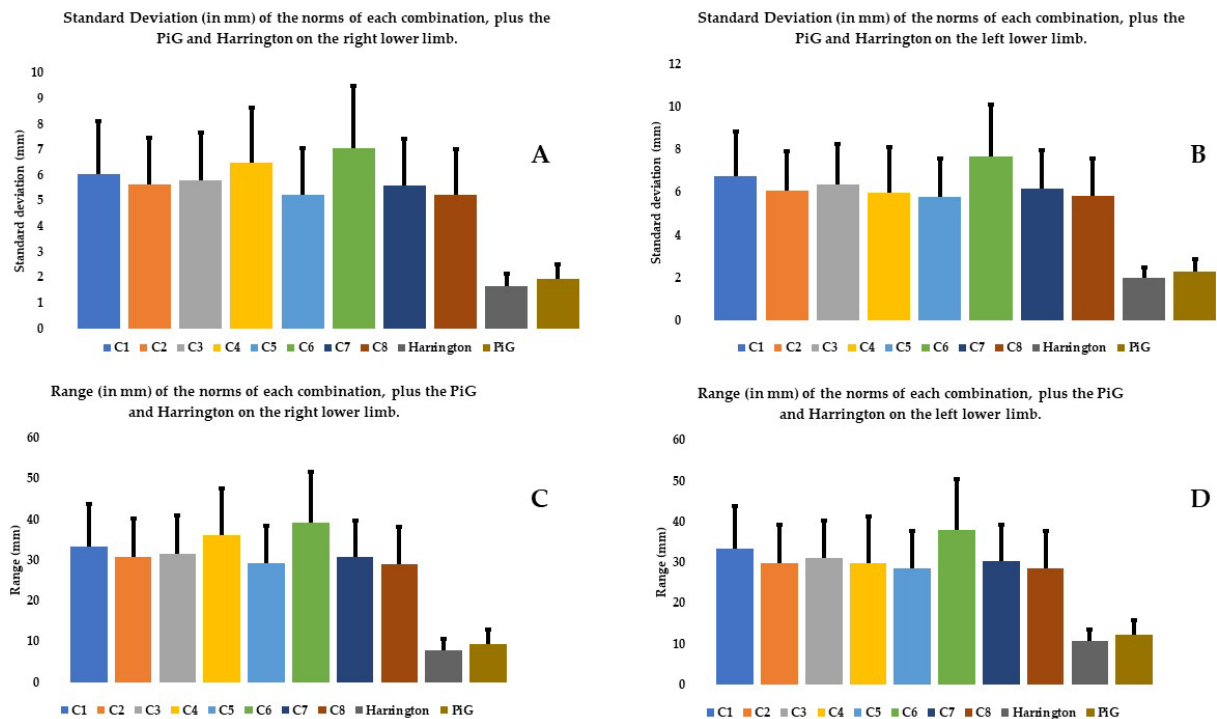 Standard Deviation (in mm) of the norms of each combination, plus the
PiG and Harrington on the right lower limb.
10
9
8
7
6
5
4
3
2
1
0
Standard deviation (mm)
A
C1 C2 C3 C4 C5 C6 C7 C8 Harrington PiG
Standard Deviation (in mm) of the norms of each combination, plus the
PiG and Harrington on the left lower limb.
12
10
8
6
4
2
0
Standard deviation (mm)
B
C1 C2 C3 C4 C5 C6 C7 C8 Harrington PiG
Range (in mm) of the norms of each combination, plus the PiG
and Harrington on the right lower limb.
60
50
40
30
20
10
0
Range (mm)
C
C1 C2 C3 C4 C5 C6 C7 C8 Harrington PiG
Range (in mm) of the norms of each combination, plus the PiG
and Harrington on the left lower limb.
60
50
40
30
20
10
0
Range (mm)
D
C1 C2 C3 C4 C5 C6 C7 C8 Harrington PiG